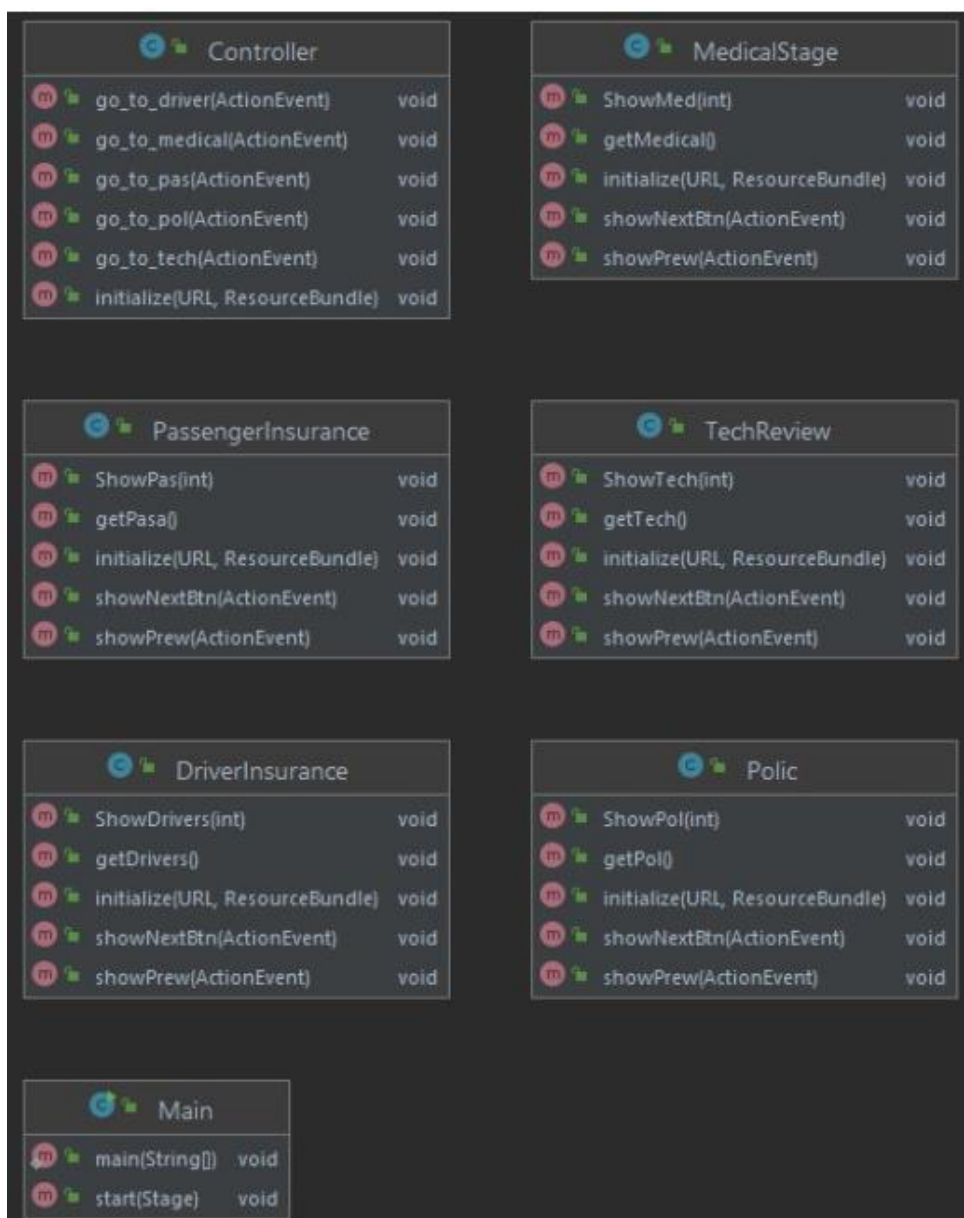 Controller
go_to_driver(ActionEvent) void
go_to_medical(ActionEvent) void
go_to_pas(ActionEvent) void
go_to_pol(ActionEvent) void
go_to_tech(ActionEvent) void
initialize(URL, ResourceBundle) void
MedicalStage
ShowMed(int) void
getMedical() void
initialize(URL, ResourceBundle) void
showNextBtn(ActionEvent) void
showPrew(ActionEvent) void
PassengerInsurance
ShowPas(int) void
getPasa() void
initialize(URL, ResourceBundle) void
showNextBtn(ActionEvent) void
showPrew(ActionEvent) void
TechReview
ShowTech(int) void
getTech() void
initialize(URL, ResourceBundle) void
showNextBtn(ActionEvent) void
showPrew(ActionEvent) void
DriverInsurance
ShowDrivers(int) void
getDrivers() void
initialize(URL, ResourceBundle) void
showNextBtn(ActionEvent) void
showPrew(ActionEvent) void
Polic
ShowPol(int) void
getPol() void
initialize(URL, ResourceBundle) void
showNextBtn(ActionEvent) void
showPrew(ActionEvent) void
Main
main(String[]) void
start(Stage) void